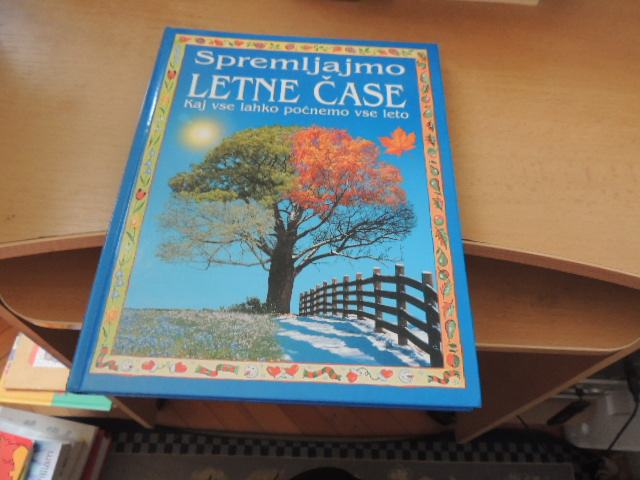 Spremljajmo
LETNE ČASE
Kaj vse lahko počnemo vse leto